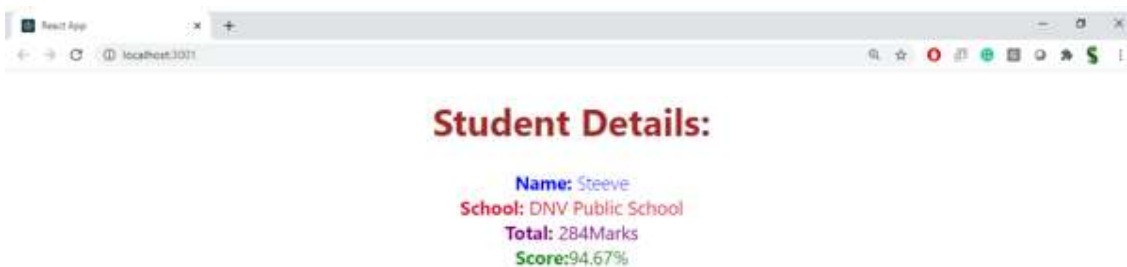 React App
localhost:3001
Student Details:
Name: Steeve
School: DNV Public School
Total: 284Marks
Score:94.67%